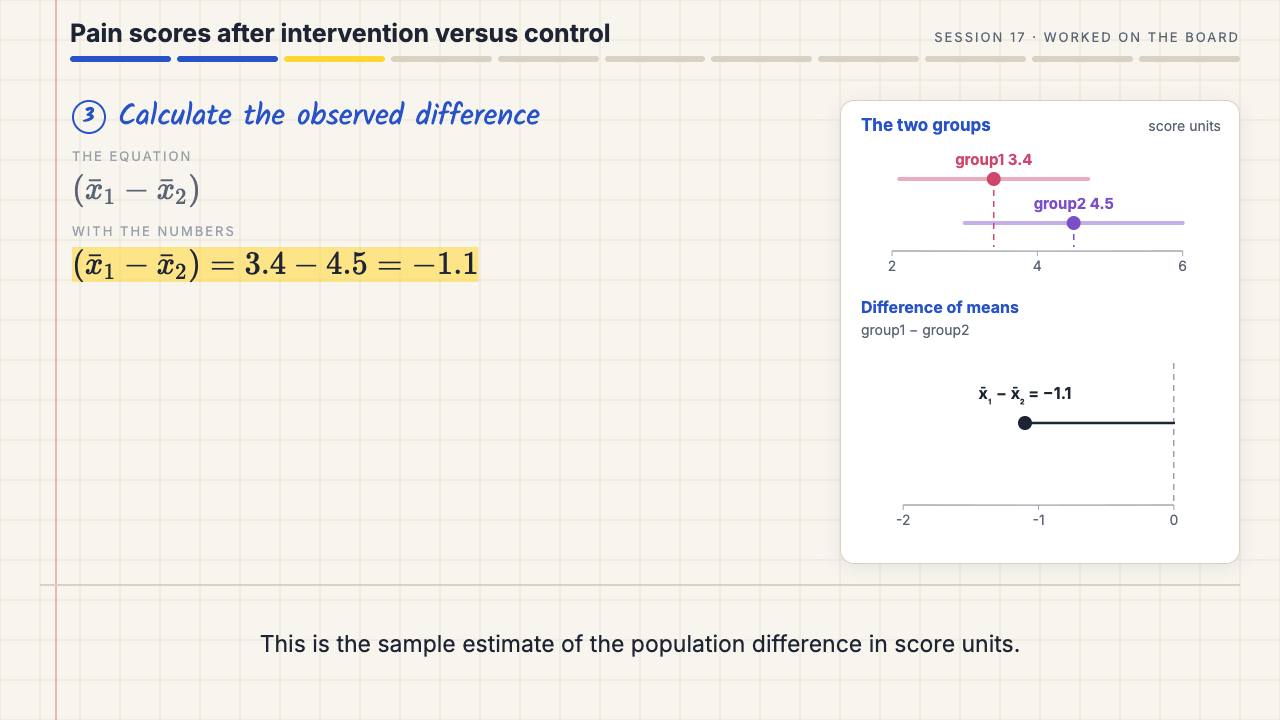 Pain scores after intervention versus control
SESSION 17 · WORKED ON THE BOARD
3 Calculate the observed difference
THE EQUATION
(x̄₁ − x̄₂)
WITH THE NUMBERS
(x̄₁ − x̄₂) = 3.4 − 4.5 = −1.1
The two groups
score units
group1 3.4
group2 4.5
2 4 6
Difference of means
group1 − group2
x̄₁ − x̄₂ = −1.1
-2 -1 0
This is the sample estimate of the population difference in score units.